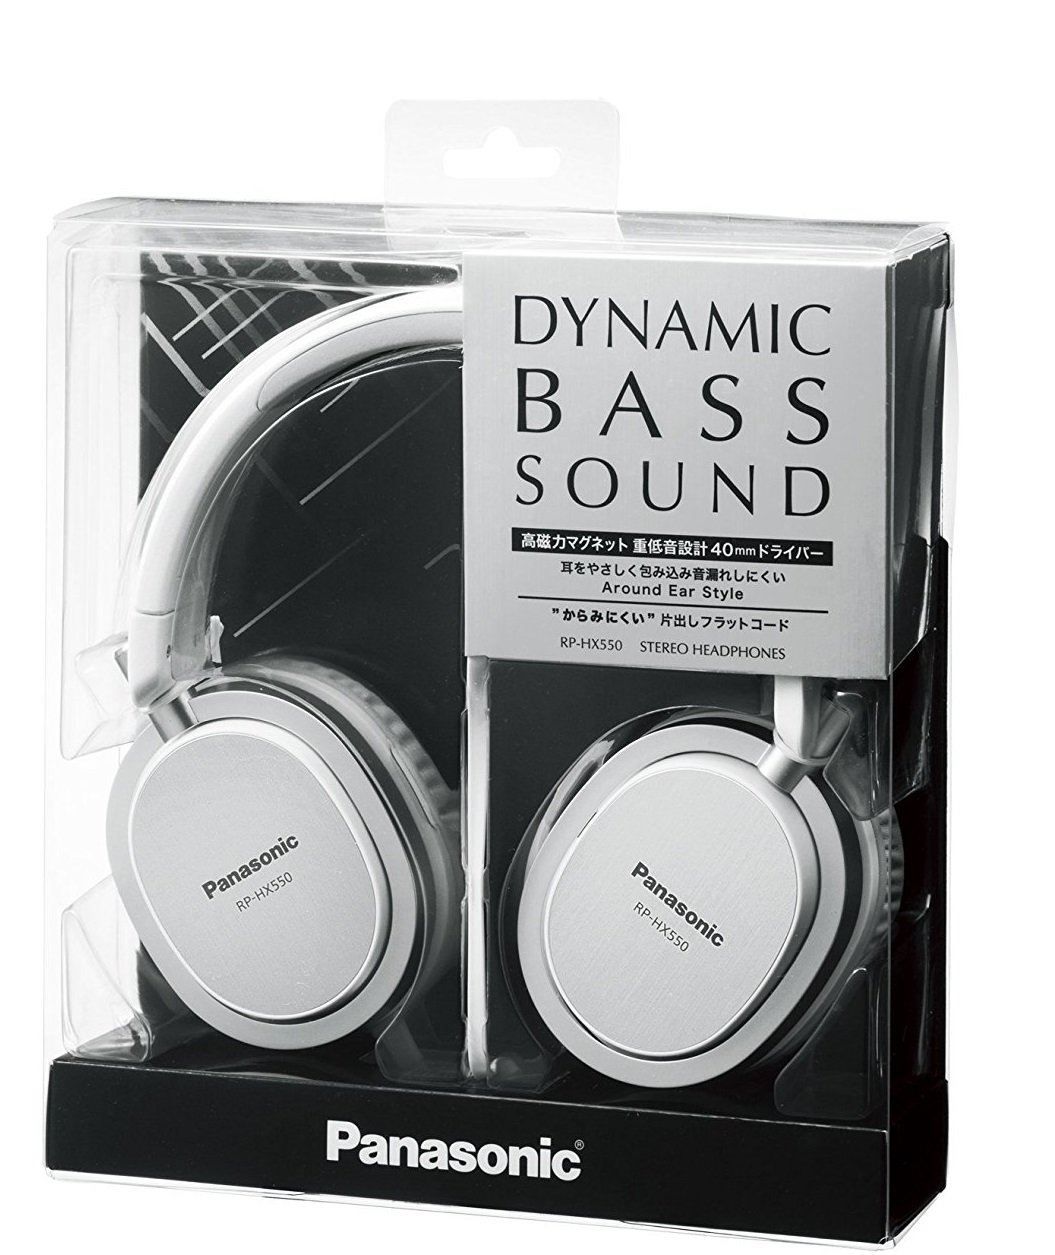 DYNAMIC
BASS
SOUND
高磁力マグネット 重低音設計 40mmドライバー
耳をやさしく包み込み音漏れしにくい
Around Ear Style
”からみにくい” 片出しフラットコード
RP-HX550 STEREO HEADPHONES
Panasonic
RP-HX550
Panasonic
RP-HX550
Panasonic®